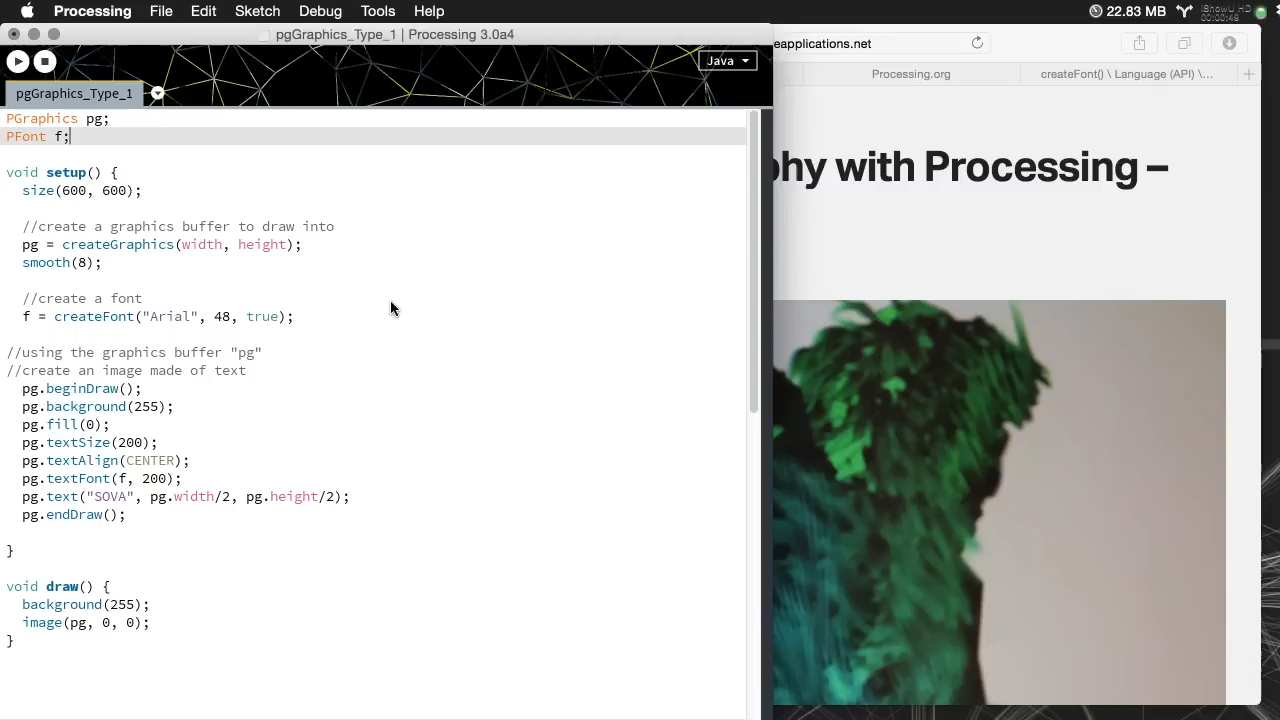 Processing File Edit Sketch Debug Tools Help 22.83 MB iShowU HD
00:00:49
pgGraphics_Type_1 | Processing 3.0a4
eapplications.net
Java
Processing.org
createFont() \ Language (API) \...
pgGraphics_Type_1
PGraphics pg;
PFont f;
void setup() {
size(600, 600);
//create a graphics buffer to draw into
pg = createGraphics(width, height);
smooth(8);
//create a font
f = createFont("Arial", 48, true);
//using the graphics buffer "pg"
//create an image made of text
pg.beginDraw();
pg.background(255);
pg.fill(0);
pg.textSize(200);
pg.textAlign(CENTER);
pg.textFont(f, 200);
pg.text("SOVA", pg.width/2, pg.height/2);
pg.endDraw();
}
void draw() {
background(255);
image(pg, 0, 0);
}
phy with Processing –